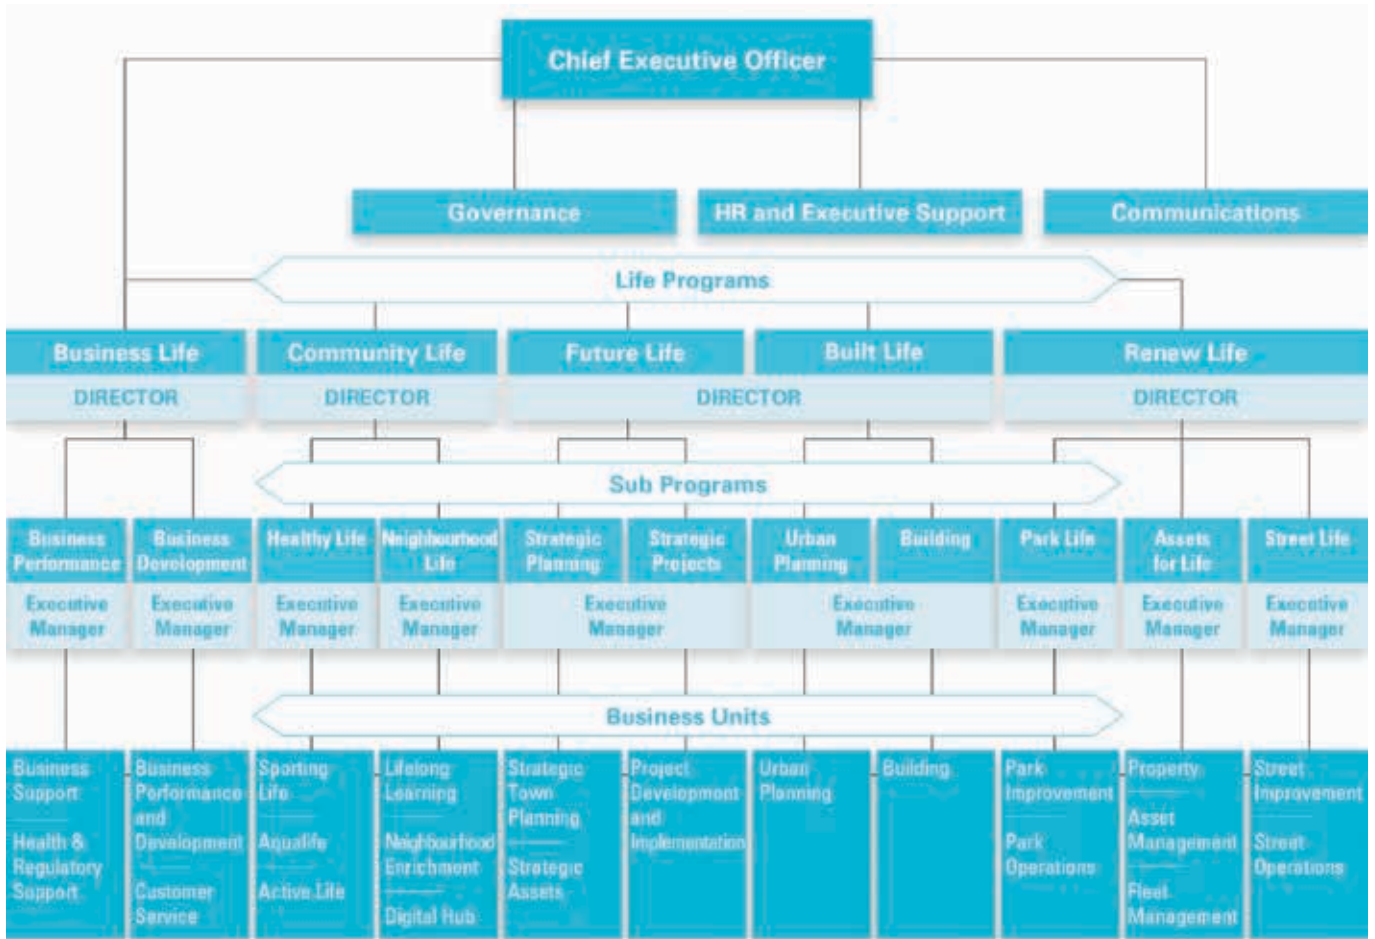 Chief Executive Officer
Governance
HR and Executive Support
Communications
Life Programs
Business Life
Community Life
Future Life
Built Life
Renew Life
DIRECTOR
DIRECTOR
DIRECTOR
DIRECTOR
Sub Programs
Business
Performance
Business
Development
Healthy Life
Neighbourhood
Life
Strategic
Planning
Strategic
Projects
Urban
Planning
Building
Park Life
Assets
for Life
Street Life
Executive
Manager
Executive
Manager
Executive
Manager
Executive
Manager
Executive
Manager
Executive
Manager
Executive
Manager
Executive
Manager
Executive
Manager
Business Units
Business
Support
Health &
Regulatory
Support
Business
Performance
and
Development
Customer
Service
Sporting
Life
Aqualife
Active Life
Lifelong
Learning
Neighbourhood
Enrichment
Digital Hub
Strategic
Town
Planning
Strategic
Assets
Project
Development
and
Implementation
Urban
Planning
Building
Park
Improvement
Park
Operations
Property
Asset
Management
Fleet
Management
Street
Improvement
Street
Operations